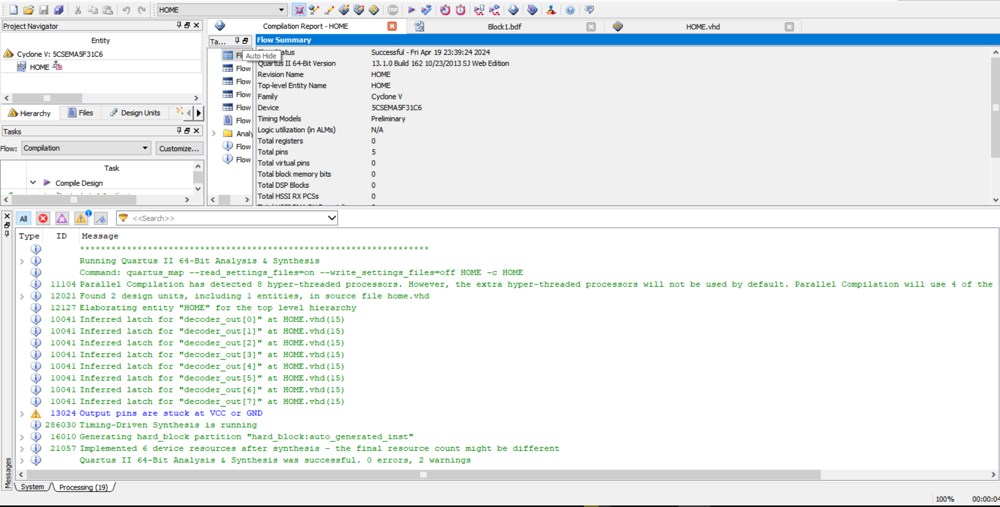 HOME
Project Navigator
Entity
Cyclone V: 5CSEMA5F31C6
HOME
Hierarchy
Files
Design Units
Tasks
Flow:
Compilation
Customize...
Task
Compile Design
Compilation Report - HOME
Block1.bdf
HOME.vhd
Ta...
Flow
Flow
Flow
Flow
Flow
Analy
Flow
Flow
Auto Hide
Flow Summary
Successful - Fri Apr 19 23:39:24 2024
Quartus II 64-Bit Version 13.1.0 Build 162 10/23/2013 SJ Web Edition
Revision Name HOME
Top-level Entity Name HOME
Family Cyclone V
Device 5CSEMA5F31C6
Timing Models Preliminary
Logic utilization (in ALMs) N/A
Total registers 0
Total pins 5
Total virtual pins 0
Total block memory bits 0
Total DSP Blocks 0
Total HSSI RX PCSs 0
All
1
<<Search>>
Type ID Message
********************************************************************
Running Quartus II 64-Bit Analysis & Synthesis
Command: quartus_map --read_settings_files=on --write_settings_files=off HOME -c HOME
11104 Parallel Compilation has detected 8 hyper-threaded processors. However, the extra hyper-threaded processors will not be used by default. Parallel Compilation will use 4 of the
12021 Found 2 design units, including 1 entities, in source file home.vhd
12127 Elaborating entity "HOME" for the top level hierarchy
10041 Inferred latch for "decoder_out[0]" at HOME.vhd(15)
10041 Inferred latch for "decoder_out[1]" at HOME.vhd(15)
10041 Inferred latch for "decoder_out[2]" at HOME.vhd(15)
10041 Inferred latch for "decoder_out[3]" at HOME.vhd(15)
10041 Inferred latch for "decoder_out[4]" at HOME.vhd(15)
10041 Inferred latch for "decoder_out[5]" at HOME.vhd(15)
10041 Inferred latch for "decoder_out[6]" at HOME.vhd(15)
10041 Inferred latch for "decoder_out[7]" at HOME.vhd(15)
13024 Output pins are stuck at VCC or GND
286030 Timing-Driven Synthesis is running
16010 Generating hard_block partition "hard_block:auto_generated_inst"
21057 Implemented 6 device resources after synthesis - the final resource count might be different
Quartus II 64-Bit Analysis & Synthesis was successful. 0 errors, 2 warnings
Messages
System
Processing (19)
100% 00:00:04